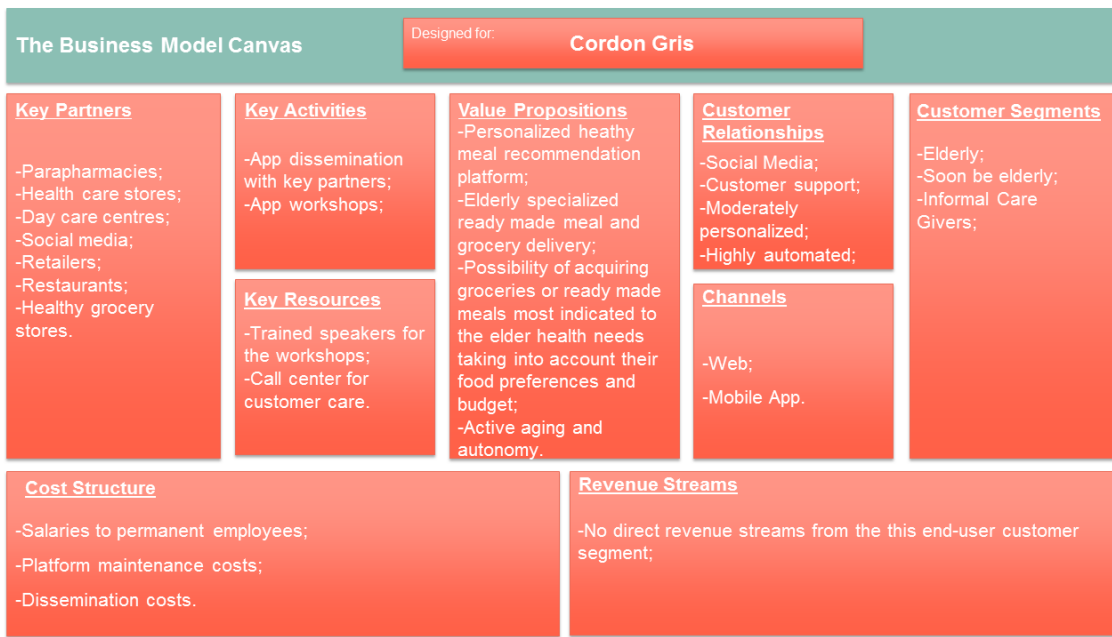 The Business Model Canvas
Designed for:
Cordon Gris
Key Partners
-Parapharmacies;
-Health care stores;
-Day care centres;
-Social media;
-Retailers;
-Restaurants;
-Healthy grocery
stores.
Key Activities
-App dissemination
with key partners;
-App workshops;
Key Resources
-Trained speakers for
the workshops;
-Call center for
customer care.
Value Propositions
-Personalized heathy
meal recommendation
platform;
-Elderly specialized
ready made meal and
grocery delivery;
-Possibility of acquiring
groceries or ready made
meals most indicated to
the elder health needs
taking into account their
food preferences and
budget;
-Active aging and
autonomy.
Customer
Relationships
-Social Media;
-Customer support;
-Moderately
personalized;
-Highly automated;
Channels
-Web;
-Mobile App.
Customer Segments
-Elderly;
-Soon be elderly;
-Informal Care
Givers;
Cost Structure
-Salaries to permanent employees;
-Platform maintenance costs;
-Dissemination costs.
Revenue Streams
-No direct revenue streams from the this end-user customer
segment;